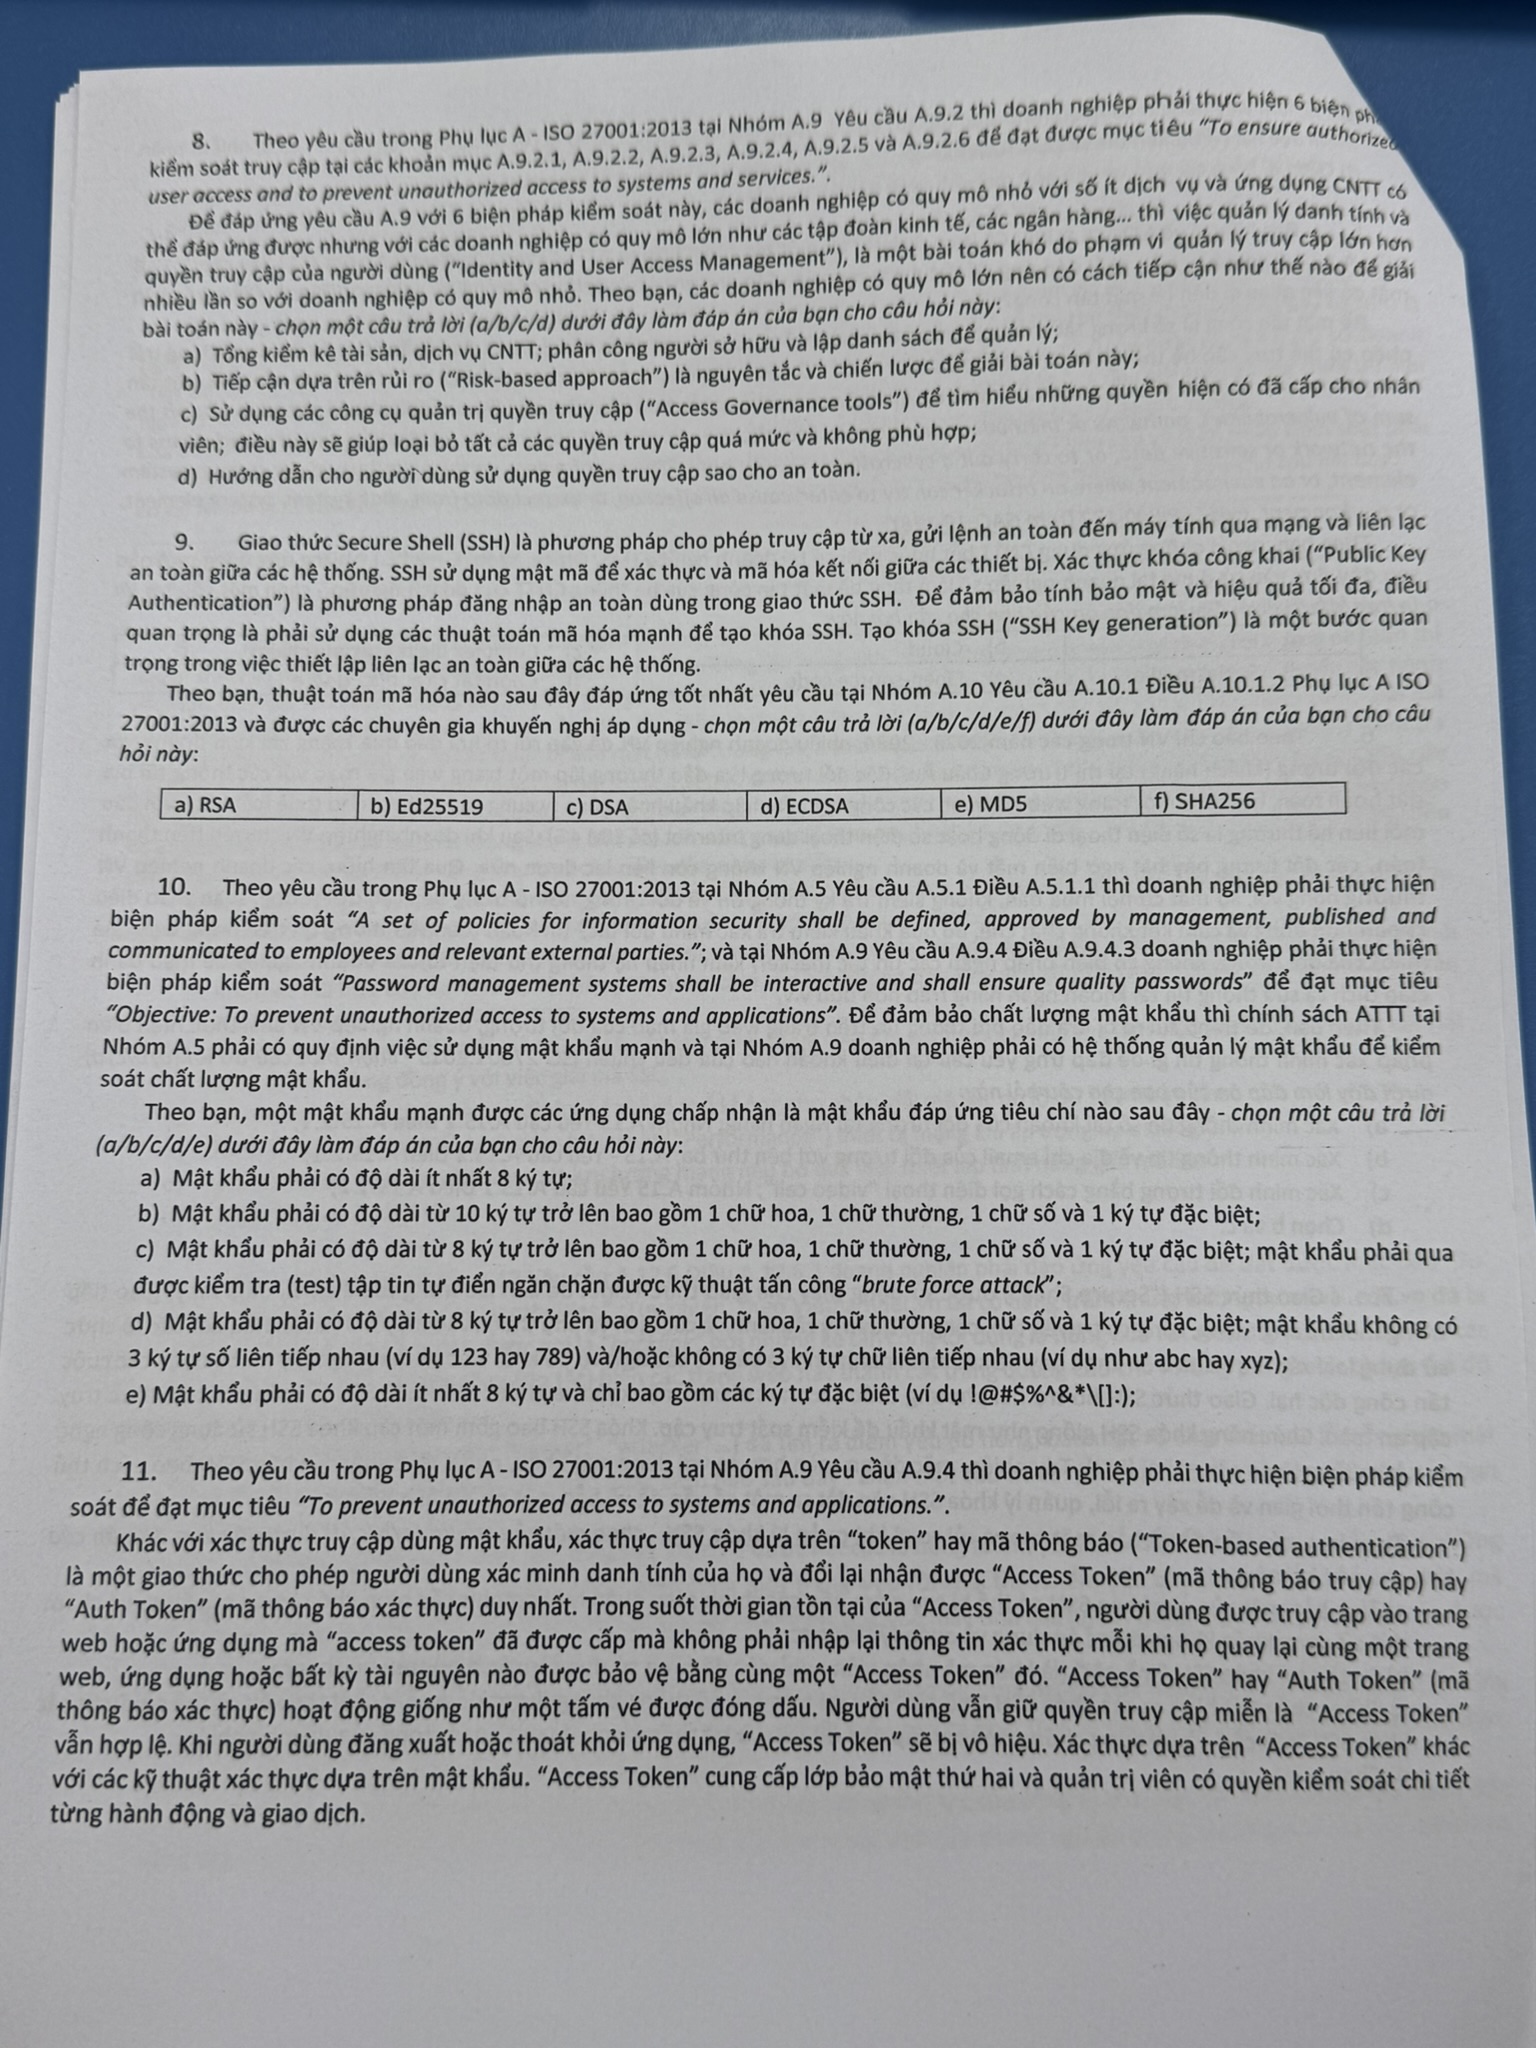 8. Theo yêu cầu trong Phụ lục A - ISO 27001:2013 tại Nhóm A.9 Yêu cầu A.9.2 thì doanh nghiệp phải thực hiện 6 biện
kiểm soát truy cập tại các khoản mục A.9.2.1, A.9.2.2, A.9.2.3, A.9.2.4, A.9.2.5 và A.9.2.6 để đạt được mục tiêu “To ensure authorized
user access and to prevent unauthorized access to systems and services.”.
Để đáp ứng yêu cầu A.9 với 6 biện pháp kiểm soát này, các doanh nghiệp có quy mô nhỏ với số ít dịch vụ và ứng dụng CNTT có
thể đáp ứng được nhưng với các doanh nghiệp có quy mô lớn như các tập đoàn kinh tế, các ngân hàng... thì việc quản lý danh tính và
quyền truy cập của người dùng (“Identity and User Access Management”), là một bài toán khó do phạm vi quản lý truy cập lớn hơn
nhiều lần so với doanh nghiệp có quy mô nhỏ. Theo bạn, các doanh nghiệp có quy mô lớn nên có cách tiếp cận như thế nào để giải
bài toán này - chọn một câu trả lời (a/b/c/d) dưới đây làm đáp án của bạn cho câu hỏi này:
a) Tổng kiểm kê tài sản, dịch vụ CNTT; phân công người sở hữu và lập danh sách để quản lý;
b) Tiếp cận dựa trên rủi ro (“Risk-based approach”) là nguyên tắc và chiến lược để giải bài toán này;
c) Sử dụng các công cụ quản trị quyền truy cập (“Access Governance tools”) để tìm hiểu những quyền hiện có đã cấp cho nhân
viên; điều này sẽ giúp loại bỏ tất cả các quyền truy cập quá mức và không phù hợp;
d) Hướng dẫn cho người dùng sử dụng quyền truy cập sao cho an toàn.
9. Giao thức Secure Shell (SSH) là phương pháp cho phép truy cập từ xa, gửi lệnh an toàn đến máy tính qua mạng và liên lạc
an toàn giữa các hệ thống. SSH sử dụng mật mã để xác thực và mã hóa kết nối giữa các thiết bị. Xác thực khóa công khai (“Public Key
Authentication”) là phương pháp đăng nhập an toàn dùng trong giao thức SSH. Để đảm bảo tính bảo mật và hiệu quả tối đa, điều
quan trọng là phải sử dụng các thuật toán mã hóa mạnh để tạo khóa SSH. Tạo khóa SSH (“SSH Key generation”) là một bước quan
trọng trong việc thiết lập liên lạc an toàn giữa các hệ thống.
Theo bạn, thuật toán mã hóa nào sau đây đáp ứng tốt nhất yêu cầu tại Nhóm A.10 Yêu cầu A.10.1 Điều A.10.1.2 Phụ lục A ISO
27001:2013 và được các chuyên gia khuyến nghị áp dụng - chọn một câu trả lời (a/b/c/d/e/f) dưới đây làm đáp án của bạn cho câu
hỏi này:
a) RSA b) Ed25519 c) DSA d) ECDSA e) MD5 f) SHA256
10. Theo yêu cầu trong Phụ lục A - ISO 27001:2013 tại Nhóm A.5 Yêu cầu A.5.1 Điều A.5.1.1 thì doanh nghiệp phải thực hiện
biện pháp kiểm soát “A set of policies for information security shall be defined, approved by management, published and
communicated to employees and relevant external parties.”; và tại Nhóm A.9 Yêu cầu A.9.4 Điều A.9.4.3 doanh nghiệp phải thực hiện
biện pháp kiểm soát “Password management systems shall be interactive and shall ensure quality passwords” để đạt mục tiêu
“Objective: To prevent unauthorized access to systems and applications”. Để đảm bảo chất lượng mật khẩu thì chính sách ATTT tại
Nhóm A.5 phải có quy định việc sử dụng mật khẩu mạnh và tại Nhóm A.9 doanh nghiệp phải có hệ thống quản lý mật khẩu để kiểm
soát chất lượng mật khẩu.
Theo bạn, một mật khẩu mạnh được các ứng dụng chấp nhận là mật khẩu đáp ứng tiêu chí nào sau đây - chọn một câu trả lời
(a/b/c/d/e) dưới đây làm đáp án của bạn cho câu hỏi này:
a) Mật khẩu phải có độ dài ít nhất 8 ký tự;
b) Mật khẩu phải có độ dài từ 10 ký tự trở lên bao gồm 1 chữ hoa, 1 chữ thường, 1 chữ số và 1 ký tự đặc biệt;
c) Mật khẩu phải có độ dài từ 8 ký tự trở lên bao gồm 1 chữ hoa, 1 chữ thường, 1 chữ số và 1 ký tự đặc biệt; mật khẩu phải qua
được kiểm tra (test) tập tin tự điển ngăn chặn được kỹ thuật tấn công “brute force attack”;
d) Mật khẩu phải có độ dài từ 8 ký tự trở lên bao gồm 1 chữ hoa, 1 chữ thường, 1 chữ số và 1 ký tự đặc biệt; mật khẩu không có
3 ký tự số liên tiếp nhau (ví dụ 123 hay 789) và/hoặc không có 3 ký tự chữ liên tiếp nhau (ví dụ như abc hay xyz);
e) Mật khẩu phải có độ dài ít nhất 8 ký tự và chỉ bao gồm các ký tự đặc biệt (ví dụ !@#$%^&*\[]:);
11. Theo yêu cầu trong Phụ lục A - ISO 27001:2013 tại Nhóm A.9 Yêu cầu A.9.4 thì doanh nghiệp phải thực hiện biện pháp kiểm
soát để đạt mục tiêu “To prevent unauthorized access to systems and applications.”.
Khác với xác thực truy cập dùng mật khẩu, xác thực truy cập dựa trên “token” hay mã thông báo (“Token-based authentication”)
là một giao thức cho phép người dùng xác minh danh tính của họ và đổi lại nhận được “Access Token” (mã thông báo truy cập) hay
“Auth Token” (mã thông báo xác thực) duy nhất. Trong suốt thời gian tồn tại của “Access Token”, người dùng được truy cập vào trang
web hoặc ứng dụng mà “access token” đã được cấp mà không phải nhập lại thông tin xác thực mỗi khi họ quay lại cùng một trang
web, ứng dụng hoặc bất kỳ tài nguyên nào được bảo vệ bằng cùng một “Access Token” đó. “Access Token” hay “Auth Token” (mã
thông báo xác thực) hoạt động giống như một tấm vé được đóng dấu. Người dùng vẫn giữ quyền truy cập miễn là “Access Token”
vẫn hợp lệ. Khi người dùng đăng xuất hoặc thoát khỏi ứng dụng, “Access Token” sẽ bị vô hiệu. Xác thực dựa trên “Access Token” khác
với các kỹ thuật xác thực dựa trên mật khẩu. “Access Token” cung cấp lớp bảo mật thứ hai và quản trị viên có quyền kiểm soát chi tiết
từng hành động và giao dịch.